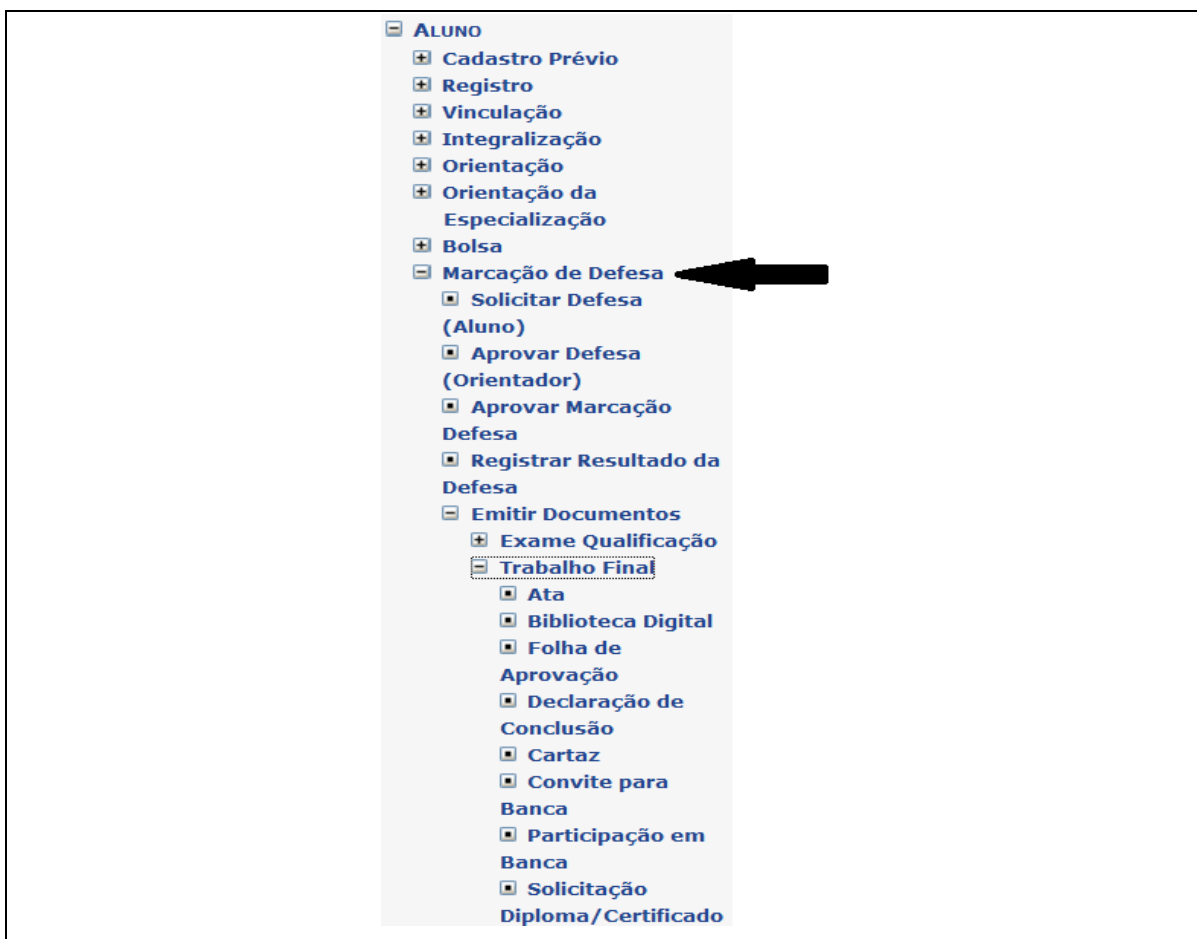 ALUNO
Cadastro Prévio
Registro
Vinculação
Integralização
Orientação
Orientação da
Especialização
Bolsa
Marcação de Defesa
Solicitar Defesa
(Aluno)
Aprovar Defesa
(Orientador)
Aprovar Marcação
Defesa
Registrar Resultado da
Defesa
Emitir Documentos
Exame Qualificação
Trabalho Final
Ata
Biblioteca Digital
Folha de
Aprovação
Declaração de
Conclusão
Cartaz
Convite para
Banca
Participação em
Banca
Solicitação
Diploma/Certificado